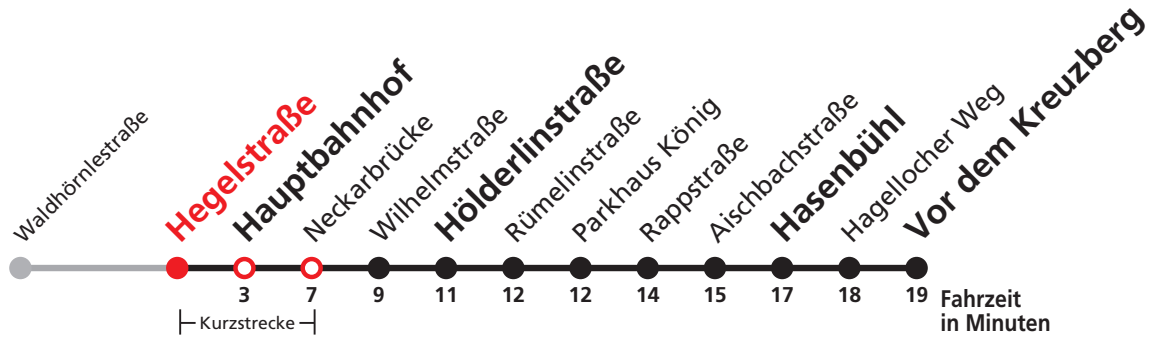 Waldhörnlestraße
Hegelstraße
Hauptbahnhof
Neckarbrücke
Wilhelmstraße
Hölderlinstraße
Rümelinstraße
Parkhaus König
Rappstraße
Aischbachstraße
Hasenbühl
Hagellocher Weg
Vor dem Kreuzberg
3 7 9 11 12 12 14 15 17 18 19
Fahrzeit
in Minuten
Kurzstrecke